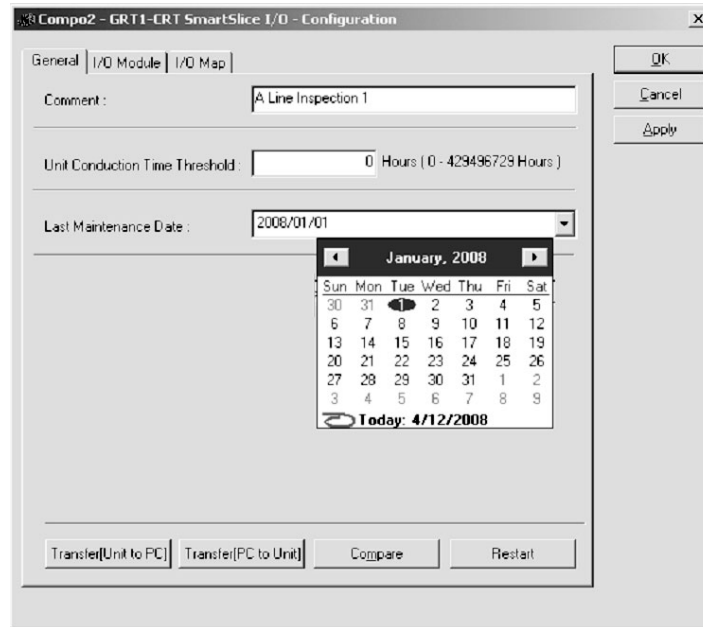 Compo2 - GRT1-CRT SmartSlice I/O - Configuration
General
I/O Module
I/O Map
OK
Cancel
Apply
Comment :
A Line Inspection 1
Unit Conduction Time Threshold :
0 Hours ( 0 - 429496729 Hours )
Last Maintenance Date :
2008/01/01
January, 2008
Sun Mon Tue Wed Thu Fri Sat
30 31 1 2 3 4 5
6 7 8 9 10 11 12
13 14 15 16 17 18 19
20 21 22 23 24 25 26
27 28 29 30 31 1 2
3 4 5 6 7 8 9
Today: 4/12/2008
Transfer[Unit to PC]
Transfer[PC to Unit]
Compare
Restart